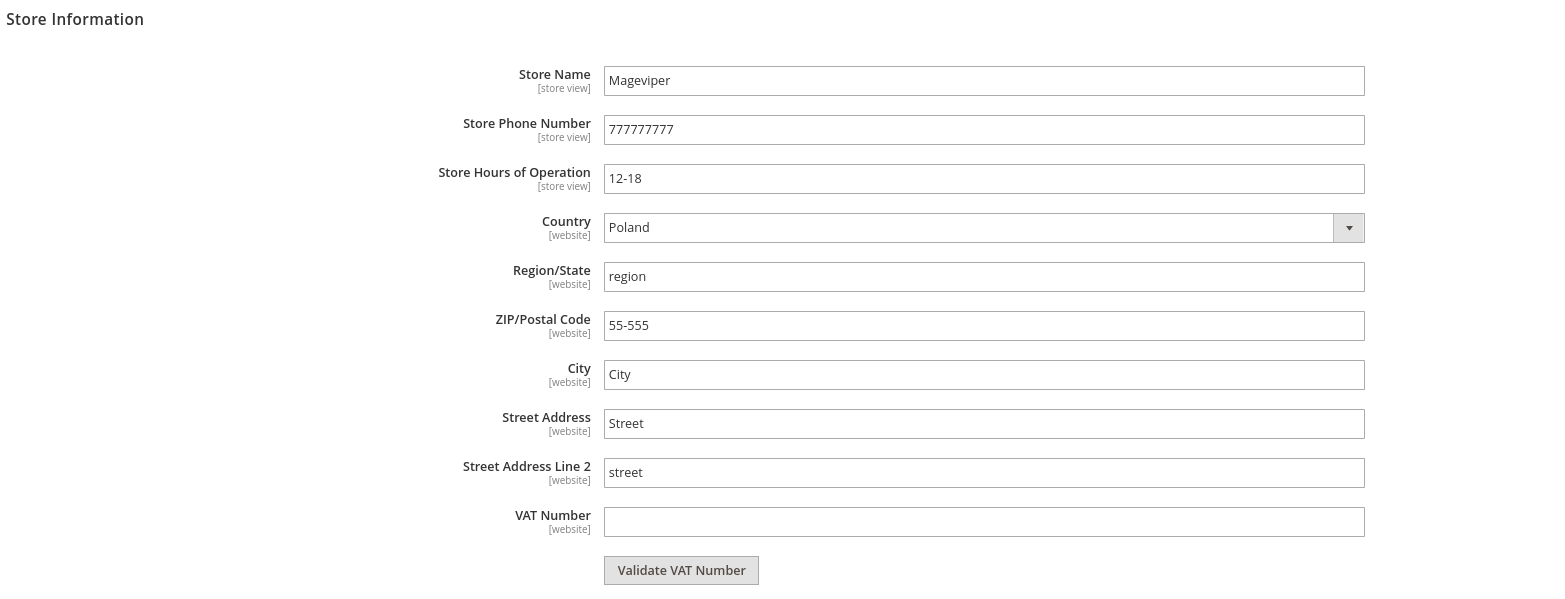 Store Information
Store Name
[store view]
Mageviper
Store Phone Number
[store view]
777777777
Store Hours of Operation
[store view]
12-18
Country
[website]
Poland
Region/State
[website]
region
ZIP/Postal Code
[website]
55-555
City
[website]
City
Street Address
[website]
Street
Street Address Line 2
[website]
street
VAT Number
[website]
Validate VAT Number